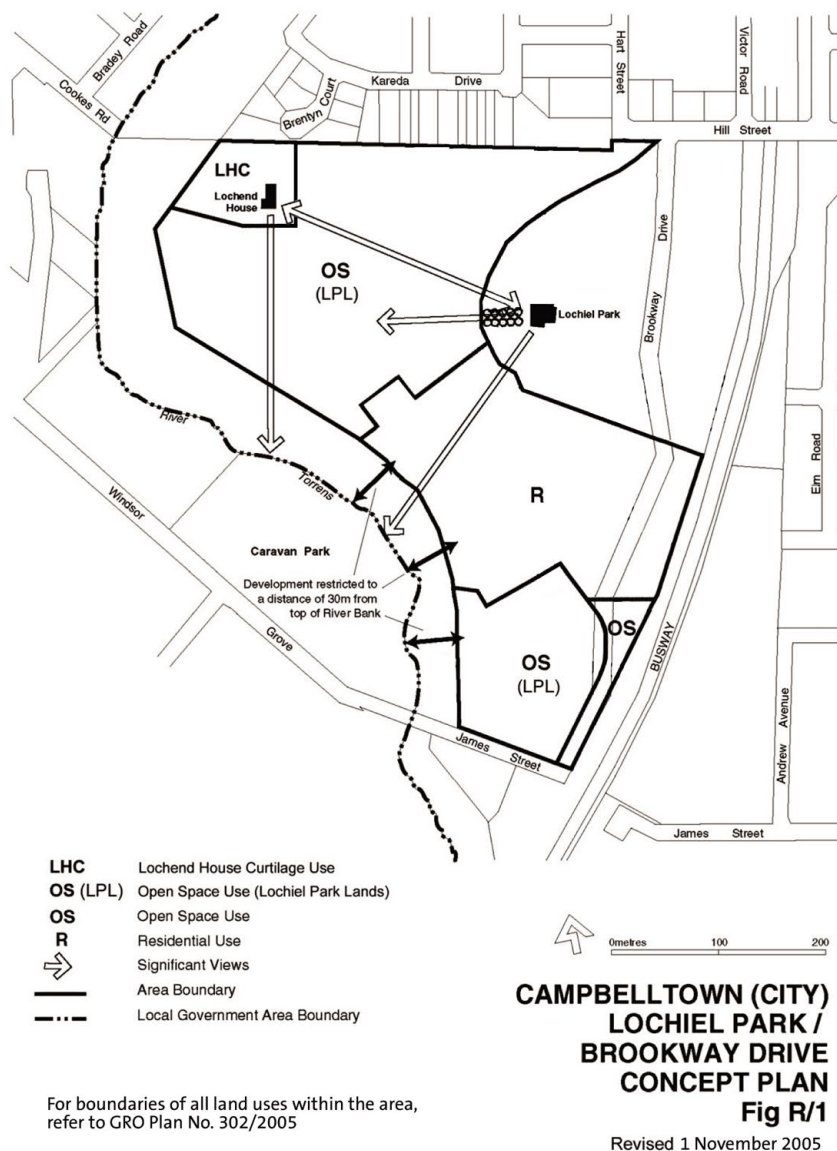 Bradey Road
Cookes Rd
Brentyn Court
Kareda Drive
Hart Street
Victor Road
Hill Street
LHC
Lochend
House
OS
(LPL)
Lochiel Park
Brookway Drive
River Torrens
Windsor Grove
R
Elm Road
Caravan Park
Development restricted to
a distance of 30m from
top of River Bank
OS
(LPL)
OS
BUSWAY
James Street
Andrew Avenue
James Street
LHC Lochend House Curtilage Use
OS (LPL) Open Space Use (Lochiel Park Lands)
OS Open Space Use
R Residential Use
Significant Views
Area Boundary
Local Government Area Boundary
0metres 100 200
CAMPBELLTOWN (CITY)
LOCHIEL PARK /
BROOKWAY DRIVE
CONCEPT PLAN
Fig R/1
For boundaries of all land uses within the area,
refer to GRO Plan No. 302/2005
Revised 1 November 2005